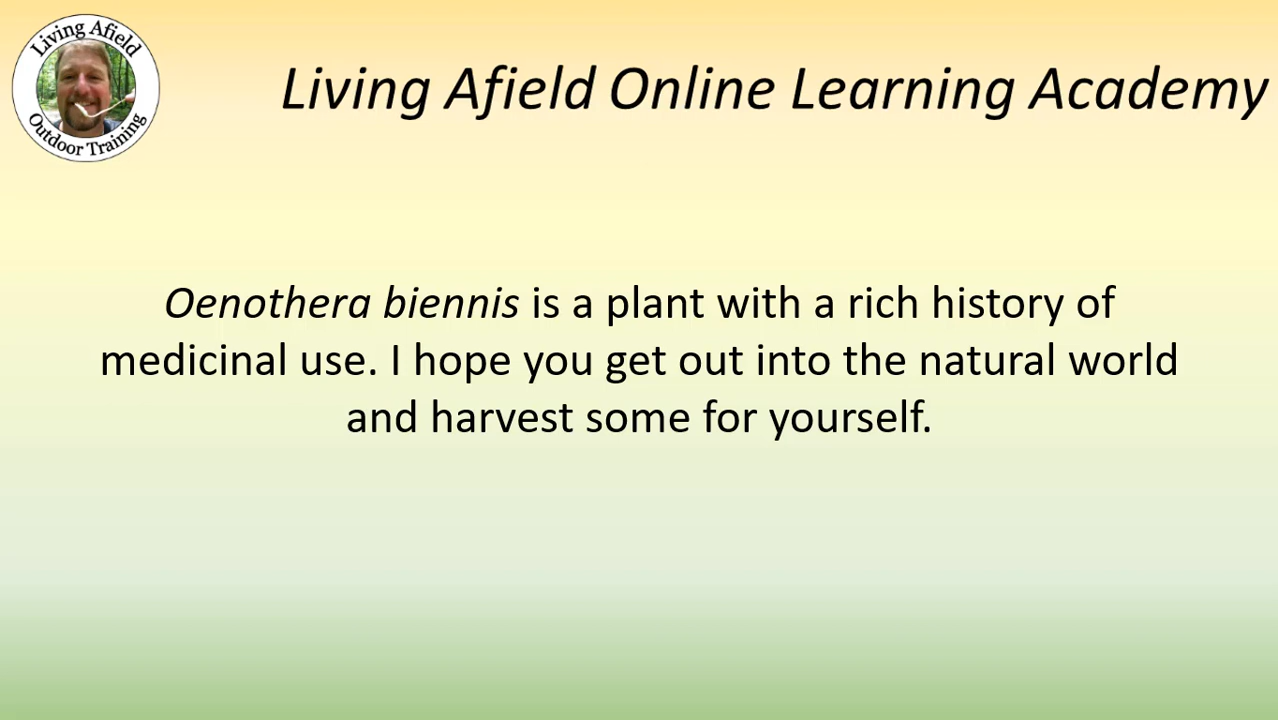 Living Afield
Outdoor Training
Living Afield Online Learning Academy
Oenothera biennis is a plant with a rich history of
medicinal use. I hope you get out into the natural world
and harvest some for yourself.